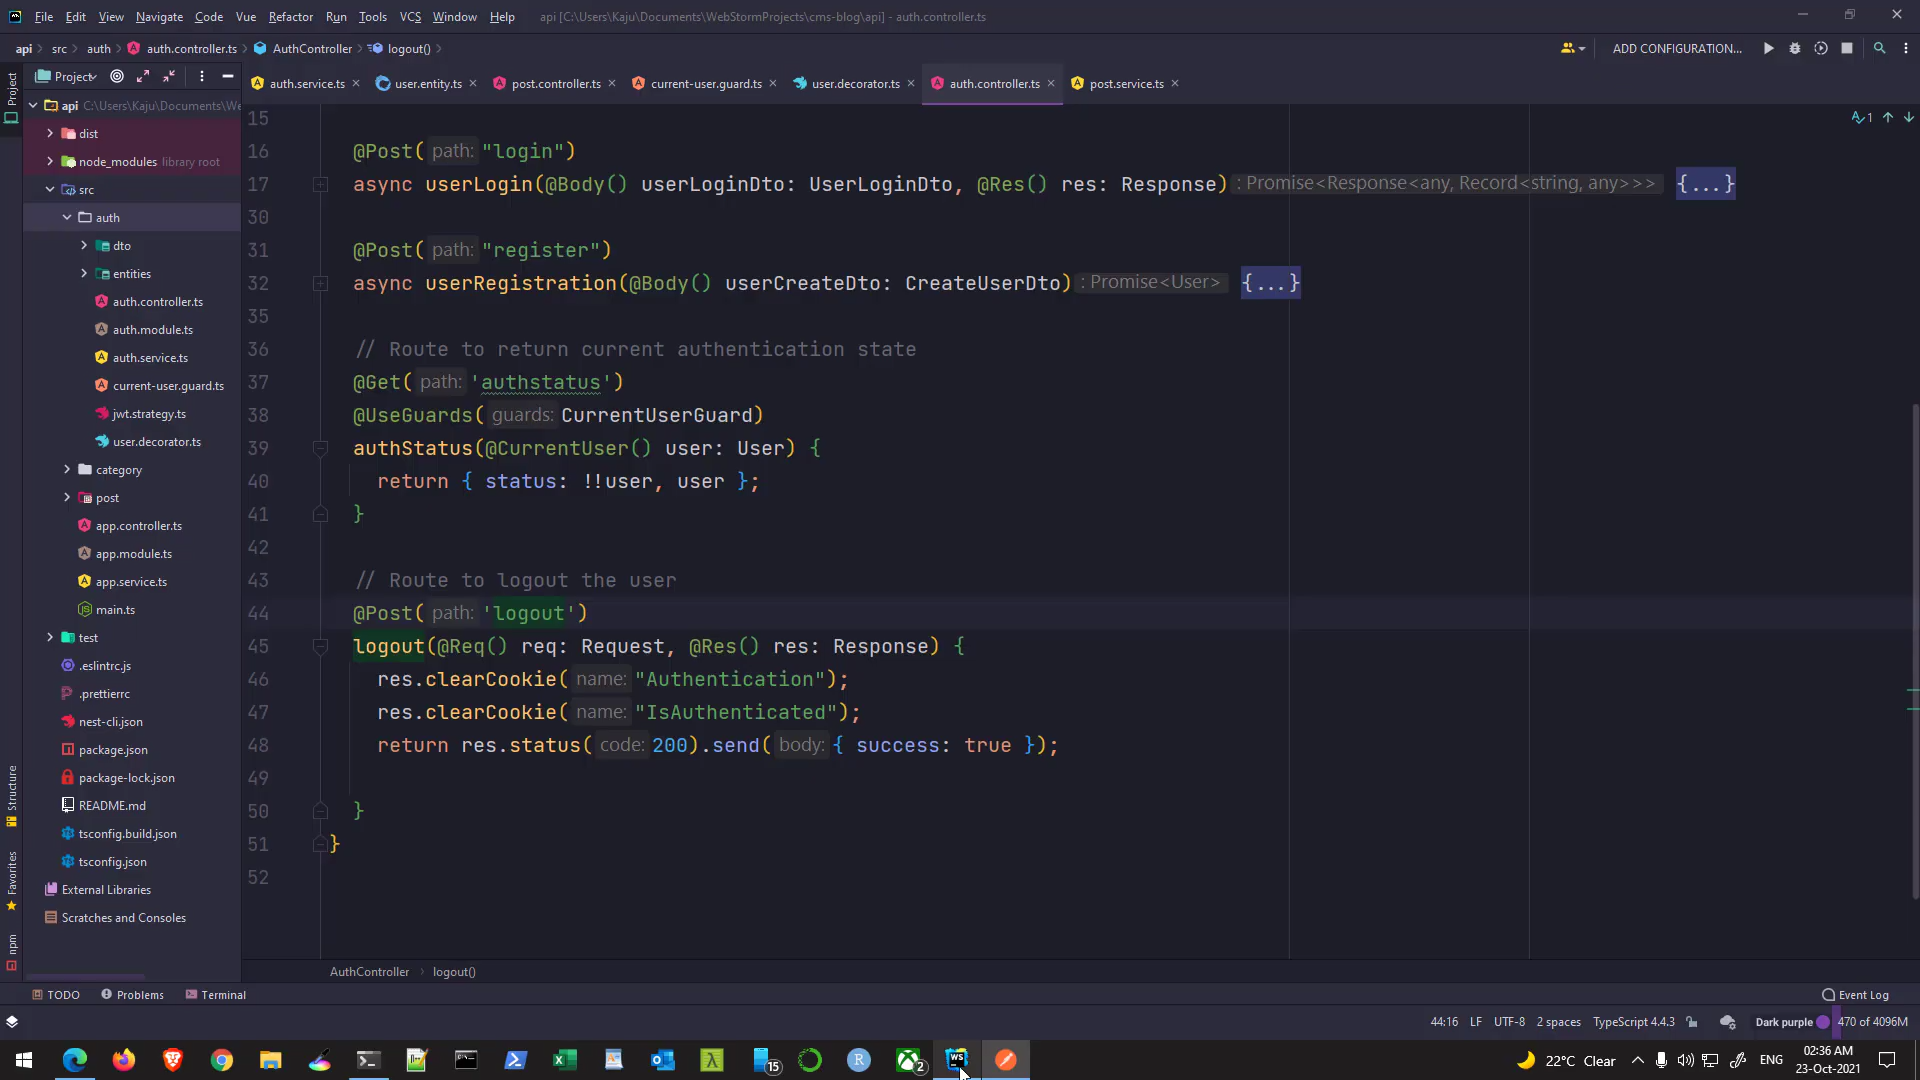 File Edit View Navigate Code Vue Refactor Run Tools VCS Window Help api [C:\Users\Kaju\Documents\WebStormProjects\cms-blog\api] - auth.controller.ts
api > src > auth > auth.controller.ts > AuthController > logout() > ADD CONFIGURATION...
Project
auth.service.ts user.entity.ts post.controller.ts current-user.guard.ts user.decorator.ts auth.controller.ts post.service.ts
Project
api C:\Users\Kaju\Documents\We
dist
node_modules library root
src
auth
dto
entities
auth.controller.ts
auth.module.ts
auth.service.ts
current-user.guard.ts
jwt.strategy.ts
user.decorator.ts
category
post
app.controller.ts
app.module.ts
app.service.ts
main.ts
test
.eslintrc.js
.prettierrc
nest-cli.json
package.json
package-lock.json
README.md
tsconfig.build.json
tsconfig.json
External Libraries
Scratches and Consoles
Structure
Favorites
npm
1
15
16 @Post( path: "login")
17 async userLogin(@Body() userLoginDto: UserLoginDto, @Res() res: Response) : Promise<Response<any, Record<string, any>>> {...}
30
31 @Post( path: "register")
32 async userRegistration(@Body() userCreateDto: CreateUserDto) : Promise<User> {...}
35
36 // Route to return current authentication state
37 @Get( path: 'authstatus')
38 @UseGuards( guards: CurrentUserGuard)
39 authStatus(@CurrentUser() user: User) {
40 return { status: !!user, user };
41 }
42
43 // Route to logout the user
44 @Post( path: 'logout')
45 logout(@Req() req: Request, @Res() res: Response) {
46 res.clearCookie( name: "Authentication");
47 res.clearCookie( name: "IsAuthenticated");
48 return res.status( code: 200).send( body: { success: true });
49
50 }
51 }
52
AuthController > logout()
TODO Problems Terminal Event Log
44:16 LF UTF-8 2 spaces TypeScript 4.4.3 Dark purple 470 of 4096M
15 R 2 WS 22°C Clear ENG 02:36 AM
23-Oct-2021